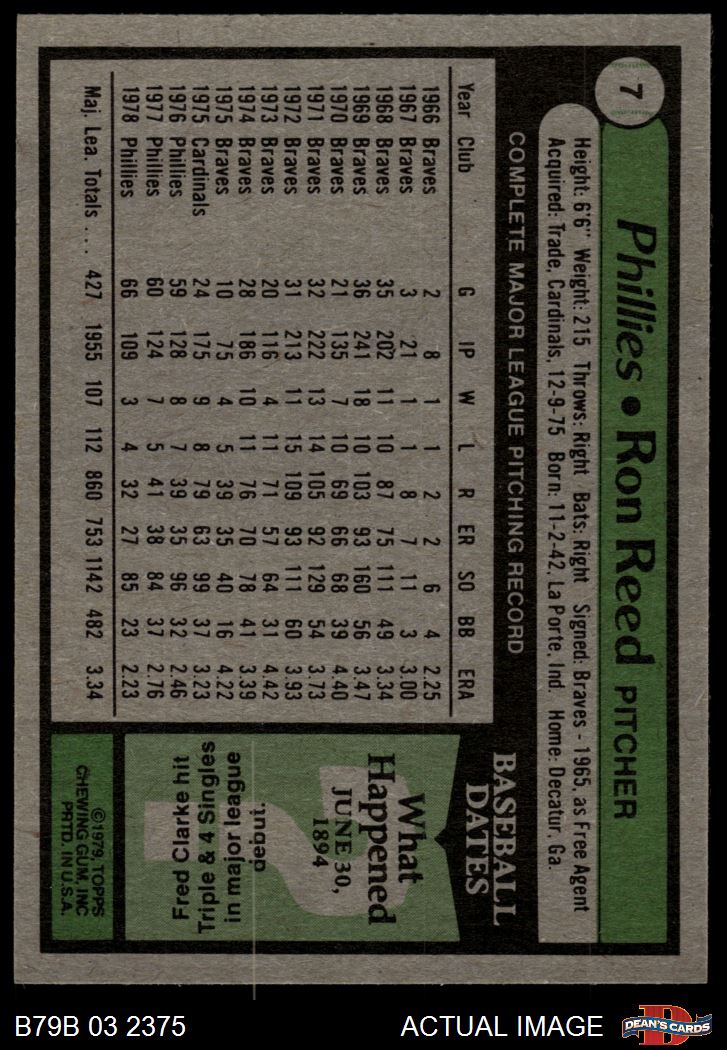 7
Phillies • Ron Reed PITCHER
Height: 6'6" Weight: 215 Throws: Right Bats: Right Signed: Braves - 1965, as Free Agent
Acquired: Trade, Cardinals, 12-9-75 Born: 11-2-42, La Porte, Ind. Home: Decatur, Ga.
COMPLETE MAJOR LEAGUE PITCHING RECORD
Year Club G IP W L R ER SO BB ERA
1966 Braves 2 8 1 1 2 2 6 4 2.25
1967 Braves 3 21 1 1 8 7 11 3 3.00
1968 Braves 35 202 11 10 87 75 111 49 3.34
1969 Braves 36 241 18 10 103 93 160 56 3.47
1970 Braves 21 135 7 10 69 66 68 39 4.40
1971 Braves 32 222 13 14 105 92 129 54 3.73
1972 Braves 31 213 11 15 109 93 111 60 3.93
1973 Braves 20 116 4 11 71 57 64 31 4.42
1974 Braves 28 186 10 11 76 70 78 41 3.39
1975 Braves 10 75 4 5 39 35 40 16 4.22
1975 Cardinals 24 175 9 8 79 63 99 37 3.23
1976 Phillies 59 128 8 7 39 35 96 32 2.46
1977 Phillies 60 124 7 5 41 38 84 37 2.76
1978 Phillies 66 109 3 4 32 27 85 23 2.23
Maj. Lea. Totals . . . 427 1955 107 112 860 753 1142 482 3.34
BASEBALL
DATES
What
Happened
JUNE 30,
1894
Fred Clarke hit
Triple & 4 Singles
in major league
debut.
©1979, TOPPS
CHEWING GUM, INC
PRTD. IN U.S.A.
B79B 03 2375 ACTUAL IMAGE
D
DEAN'S CARDS